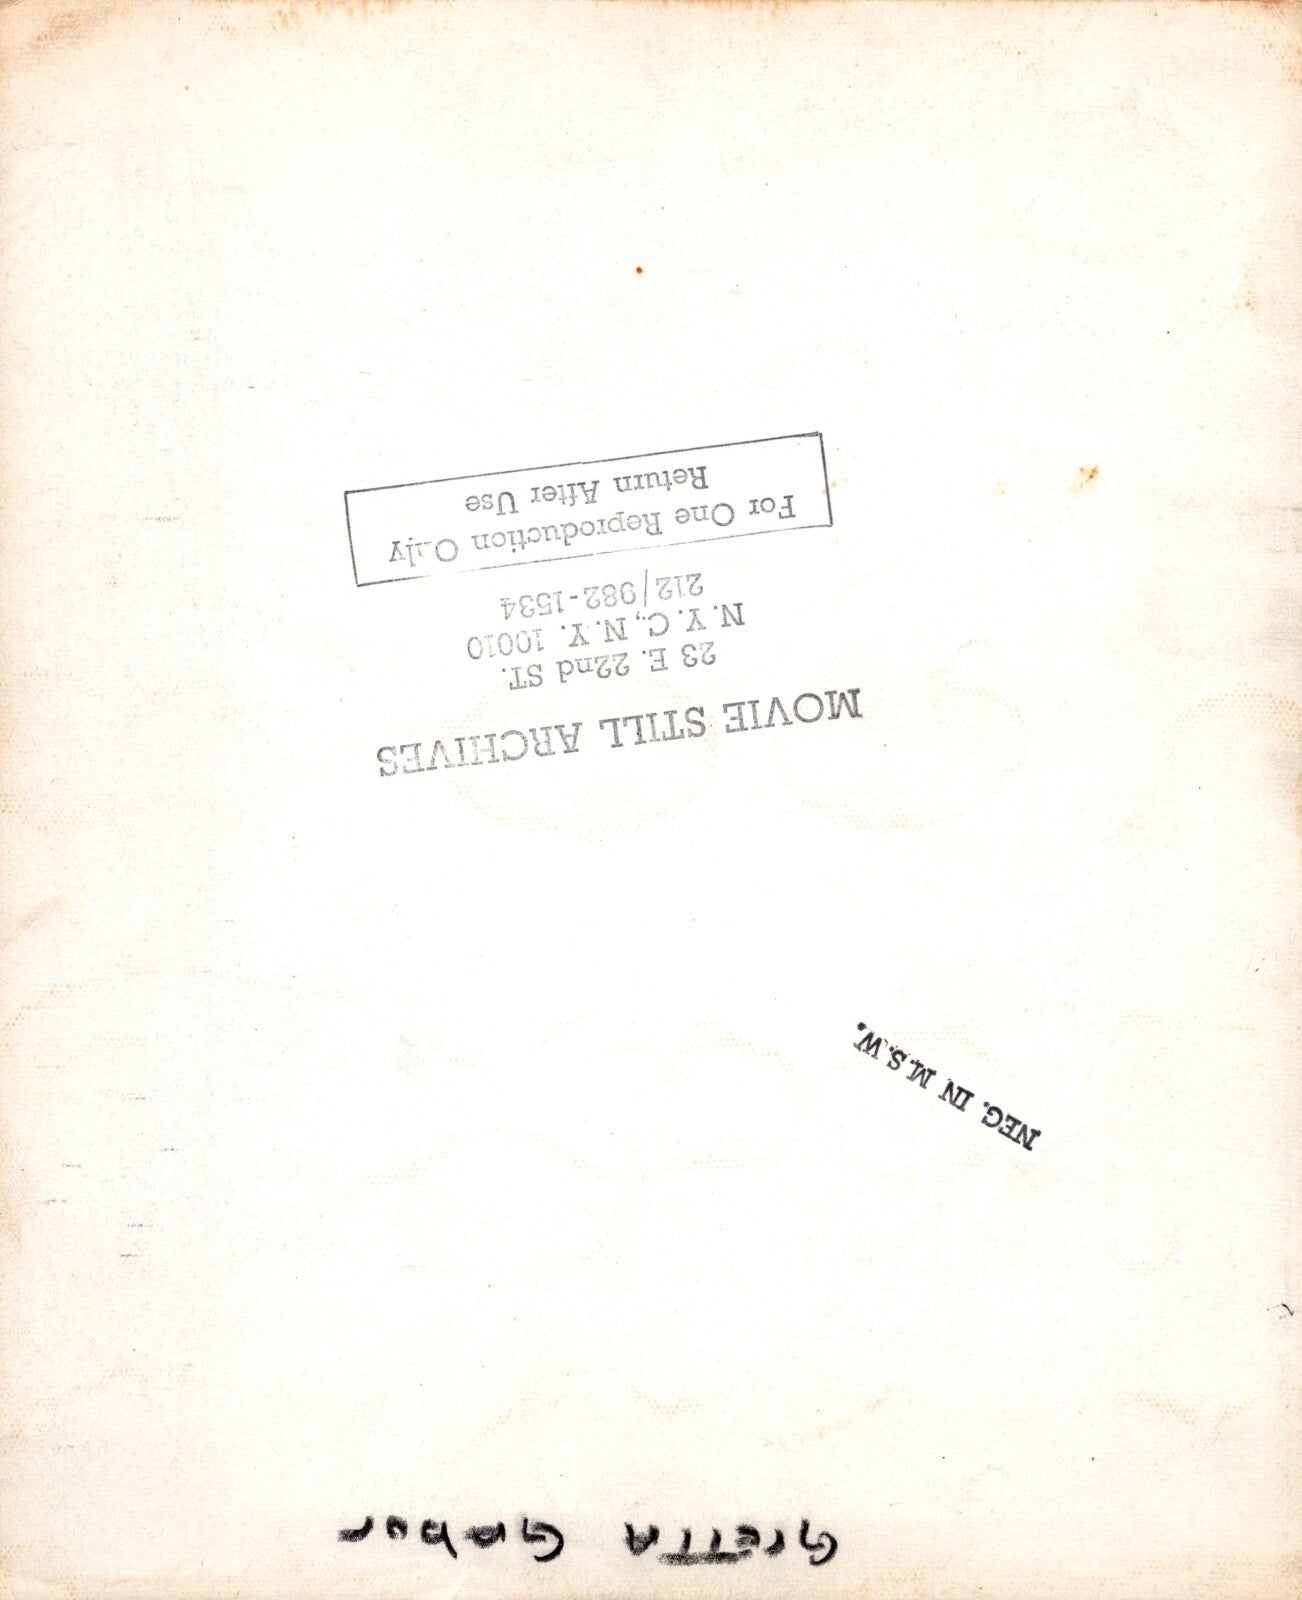 GrETTA Gabur
NEG. IN M.S.W.
MOVIE STILL ARCHIVES
23 E. 22nd ST.
N.Y.C., N.Y. 10010
212/982-1534
For One Reproduction Only
Return After Use